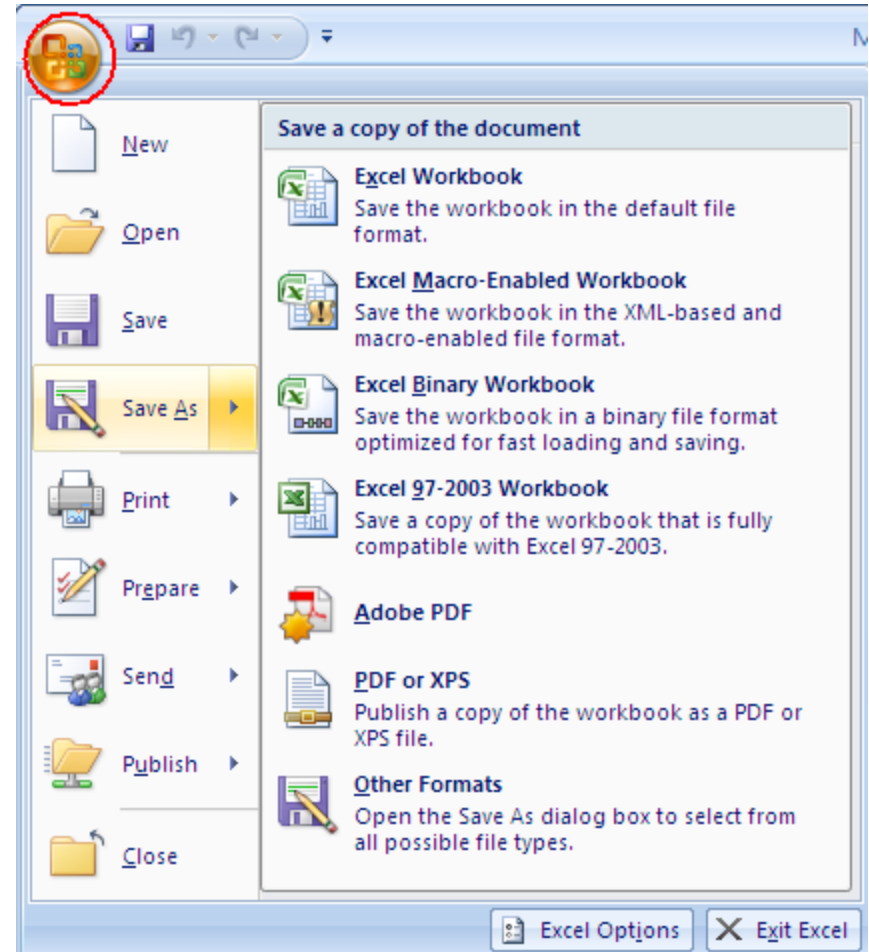 M
New
Open
Save
Save As
Print
Prepare
Send
Publish
Close
Save a copy of the document
Excel Workbook
Save the workbook in the default file
format.
Excel Macro-Enabled Workbook
Save the workbook in the XML-based and
macro-enabled file format.
Excel Binary Workbook
Save the workbook in a binary file format
optimized for fast loading and saving.
Excel 97-2003 Workbook
Save a copy of the workbook that is fully
compatible with Excel 97-2003.
Adobe PDF
PDF or XPS
Publish a copy of the workbook as a PDF or
XPS file.
Other Formats
Open the Save As dialog box to select from
all possible file types.
Excel Options
Exit Excel